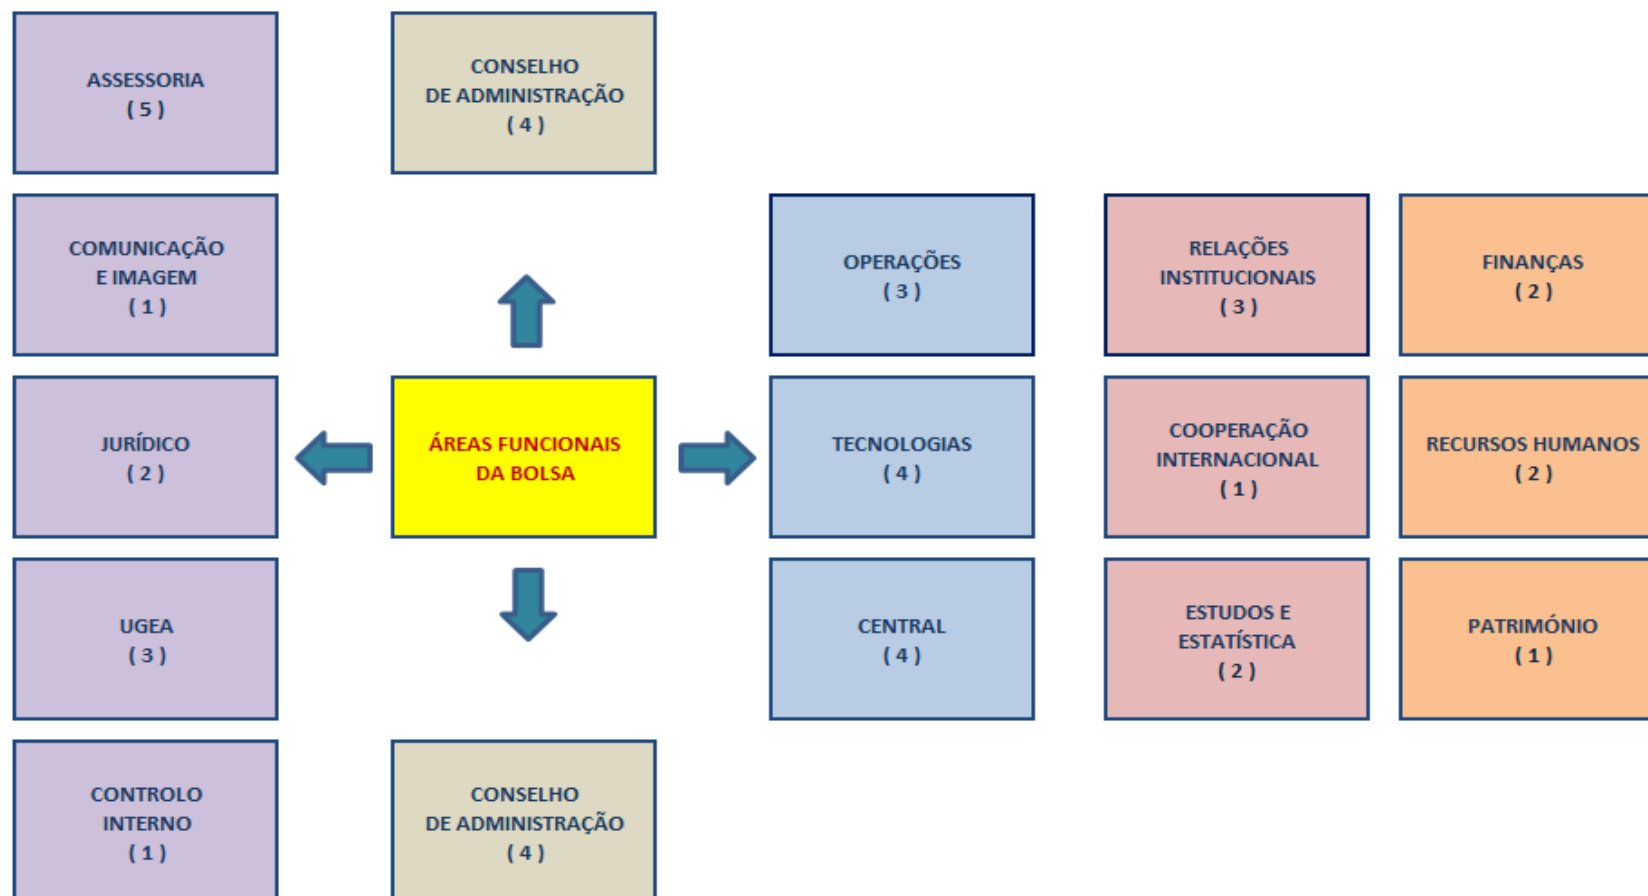 ASSESSORIA
( 5 )
CONSELHO
DE ADMINISTRAÇÃO
( 4 )
COMUNICAÇÃO
E IMAGEM
( 1 )
OPERAÇÕES
( 3 )
RELAÇÕES
INSTITUCIONAIS
( 3 )
FINANÇAS
( 2 )
JURÍDICO
( 2 )
ÁREAS FUNCIONAIS
DA BOLSA
TECNOLOGIAS
( 4 )
COOPERAÇÃO
INTERNACIONAL
( 1 )
RECURSOS HUMANOS
( 2 )
UGEA
( 3 )
CENTRAL
( 4 )
ESTUDOS E
ESTATÍSTICA
( 2 )
PATRIMÓNIO
( 1 )
CONTROLO
INTERNO
( 1 )
CONSELHO
DE ADMINISTRAÇÃO
( 4 )